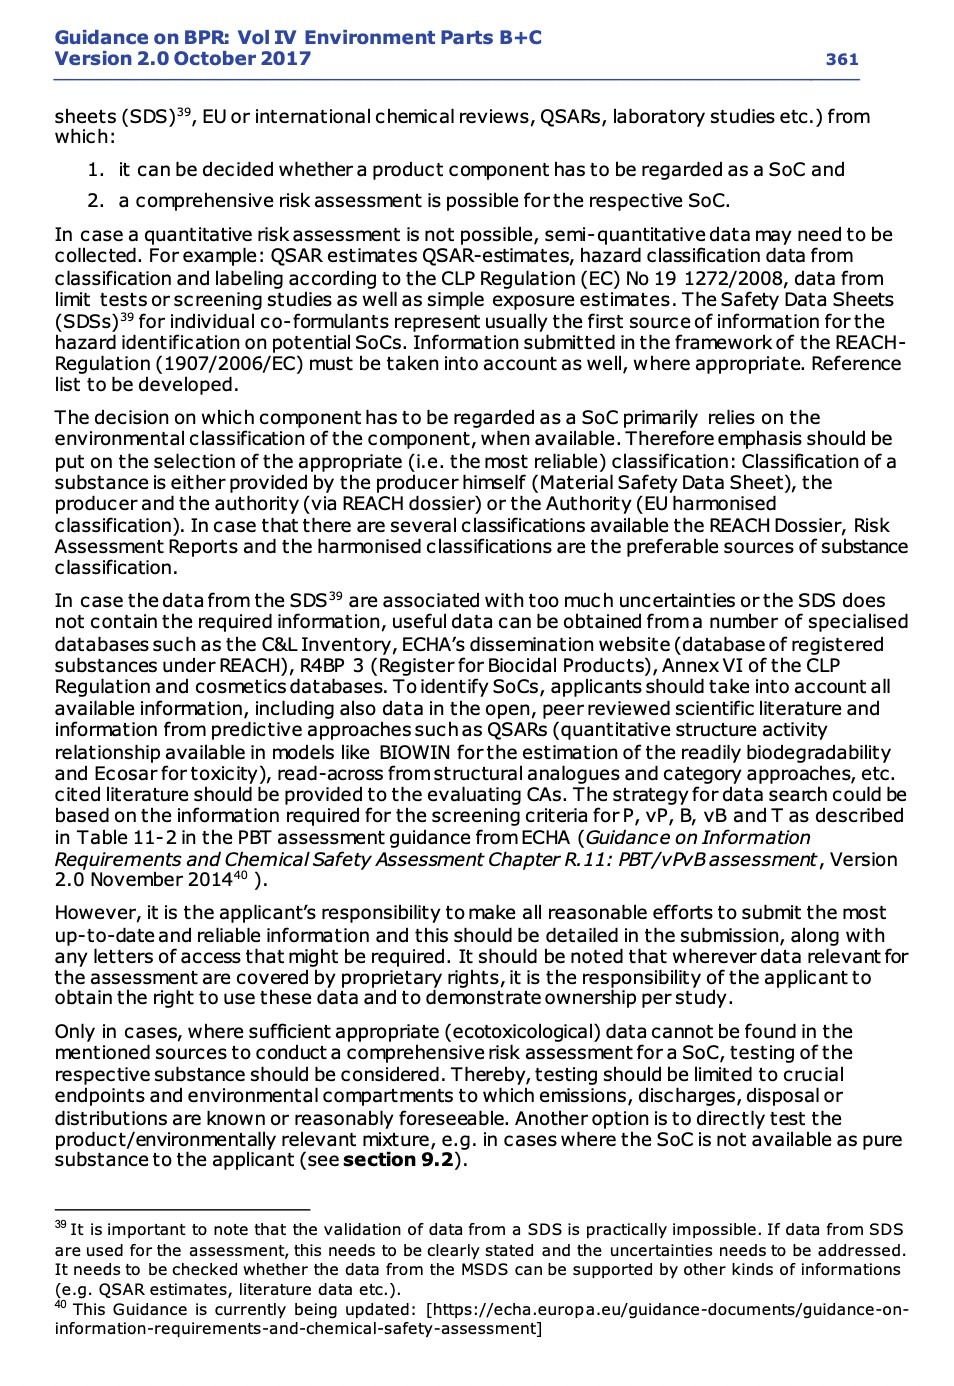 Guidance on BPR: Vol IV Environment Parts B+C
Version 2.0 October 2017 361
sheets (SDS)39, EU or international chemical reviews, QSARs, laboratory studies etc.) from
which:
1. it can be decided whether a product component has to be regarded as a SoC and
2. a comprehensive risk assessment is possible for the respective SoC.
In case a quantitative risk assessment is not possible, semi-quantitative data may need to be
collected. For example: QSAR estimates QSAR-estimates, hazard classification data from
classification and labeling according to the CLP Regulation (EC) No 19 1272/2008, data from
limit tests or screening studies as well as simple exposure estimates. The Safety Data Sheets
(SDSs)39 for individual co-formulants represent usually the first source of information for the
hazard identification on potential SoCs. Information submitted in the framework of the REACH-
Regulation (1907/2006/EC) must be taken into account as well, where appropriate. Reference
list to be developed.
The decision on which component has to be regarded as a SoC primarily relies on the
environmental classification of the component, when available. Therefore emphasis should be
put on the selection of the appropriate (i.e. the most reliable) classification: Classification of a
substance is either provided by the producer himself (Material Safety Data Sheet), the
producer and the authority (via REACH dossier) or the Authority (EU harmonised
classification). In case that there are several classifications available the REACH Dossier, Risk
Assessment Reports and the harmonised classifications are the preferable sources of substance
classification.
In case the data from the SDS39 are associated with too much uncertainties or the SDS does
not contain the required information, useful data can be obtained from a number of specialised
databases such as the C&L Inventory, ECHA's dissemination website (database of registered
substances under REACH), R4BP 3 (Register for Biocidal Products), Annex VI of the CLP
Regulation and cosmetics databases. To identify SoCs, applicants should take into account all
available information, including also data in the open, peer reviewed scientific literature and
information from predictive approaches such as QSARs (quantitative structure activity
relationship available in models like BIOWIN for the estimation of the readily biodegradability
and Ecosar for toxicity), read-across from structural analogues and category approaches, etc.
cited literature should be provided to the evaluating CAs. The strategy for data search could be
based on the information required for the screening criteria for P, vP, B, vB and T as described
in Table 11-2 in the PBT assessment guidance from ECHA (Guidance on Information
Requirements and Chemical Safety Assessment Chapter R.11: PBT/vPvB assessment, Version
2.0 November 201440 ).
However, it is the applicant's responsibility to make all reasonable efforts to submit the most
up-to-date and reliable information and this should be detailed in the submission, along with
any letters of access that might be required. It should be noted that wherever data relevant for
the assessment are covered by proprietary rights, it is the responsibility of the applicant to
obtain the right to use these data and to demonstrate ownership per study.
Only in cases, where sufficient appropriate (ecotoxicological) data cannot be found in the
mentioned sources to conduct a comprehensive risk assessment for a SoC, testing of the
respective substance should be considered. Thereby, testing should be limited to crucial
endpoints and environmental compartments to which emissions, discharges, disposal or
distributions are known or reasonably foreseeable. Another option is to directly test the
product/environmentally relevant mixture, e.g. in cases where the SoC is not available as pure
substance to the applicant (see section 9.2).
39 It is important to note that the validation of data from a SDS is practically impossible. If data from SDS
are used for the assessment, this needs to be clearly stated and the uncertainties needs to be addressed.
It needs to be checked whether the data from the MSDS can be supported by other kinds of informations
(e.g. QSAR estimates, literature data etc.).
40 This Guidance is currently being updated: [https://echa.europa.eu/guidance-documents/guidance-on-
information-requirements-and-chemical-safety-assessment]